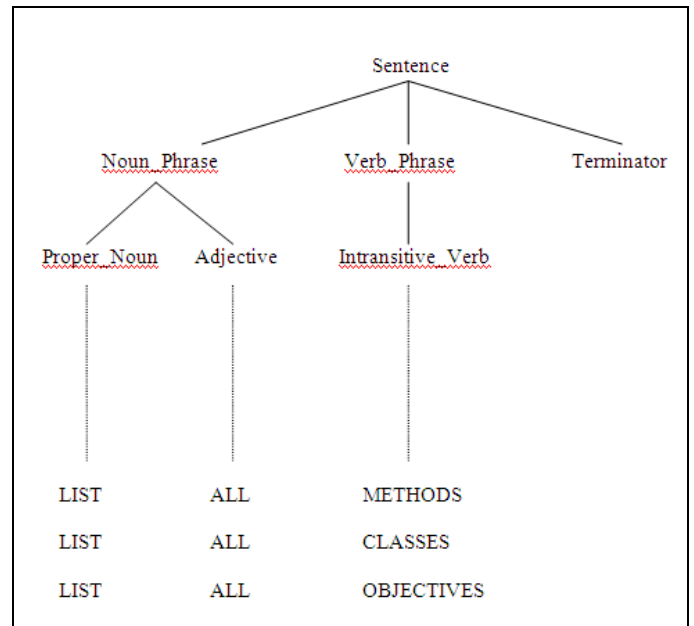 Sentence
Noun_Phrase Verb_Phrase Terminator
Proper_Noun Adjective Intransitive_Verb
LIST ALL METHODS
LIST ALL CLASSES
LIST ALL OBJECTIVES